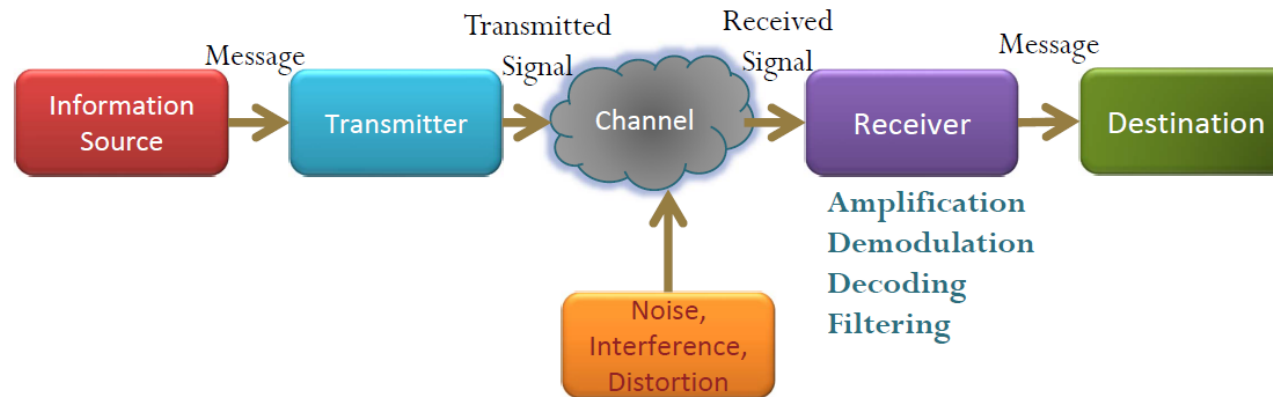 Message
Transmitted
Signal
Received
Signal
Message
Information
Source
Transmitter
Channel
Receiver
Destination
Amplification
Demodulation
Decoding
Filtering
Noise,
Interference,
Distortion